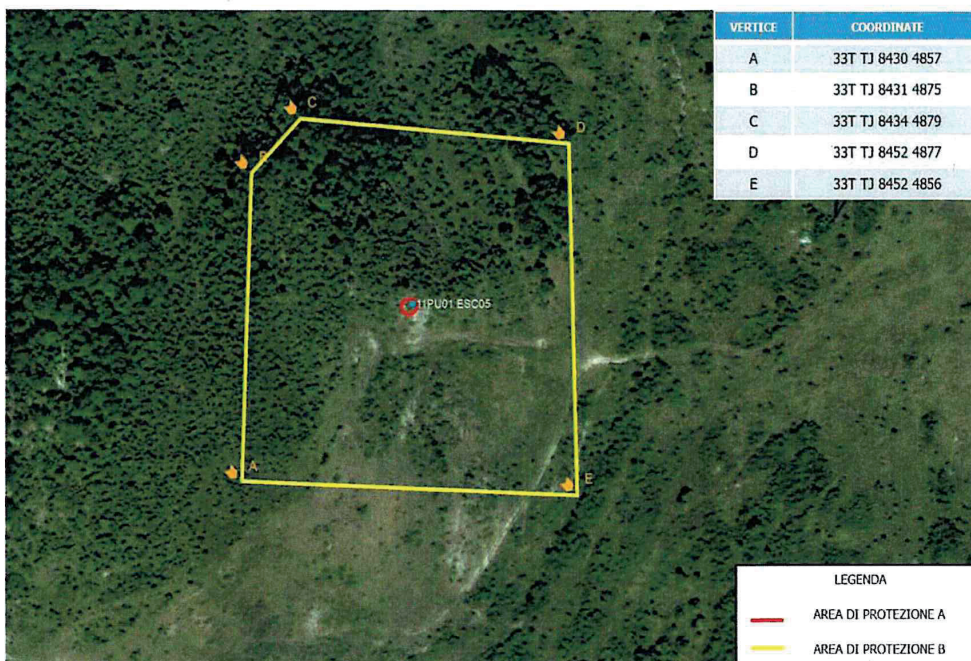 VERTICE COORDINATE
A 33T TJ 8430 4857
B 33T TJ 8431 4875
C 33T TJ 8434 4879
D 33T TJ 8452 4877
E 33T TJ 8452 4856
C
D
B
11PU01 ESC05
A
E
LEGENDA
AREA DI PROTEZIONE A
AREA DI PROTEZIONE B